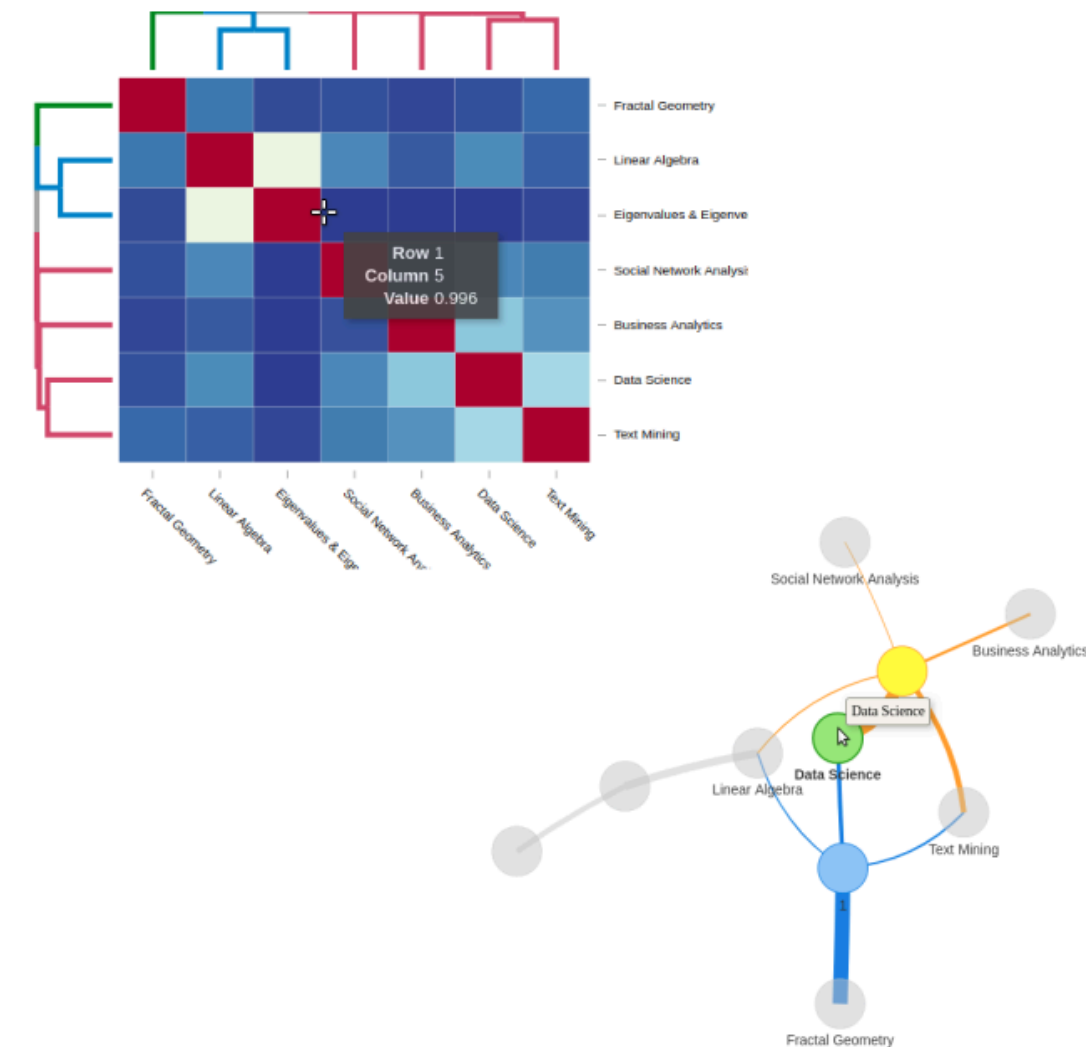 Fractal Geometry
Linear Algebra
Eigenvalues & Eigenve
Social Network Analysi
Business Analytics
Data Science
Text Mining
Row 1
Column 5
Value 0.996
Fractal Geometry
Linear Algebra
Eigenvalues & Eige
Social Network An
Business Analytics
Data Science
Text Mining
Social Network Analysis
Business Analytics
Data Science
Data Science
Linear Algebra
Text Mining
1
Fractal Geometry